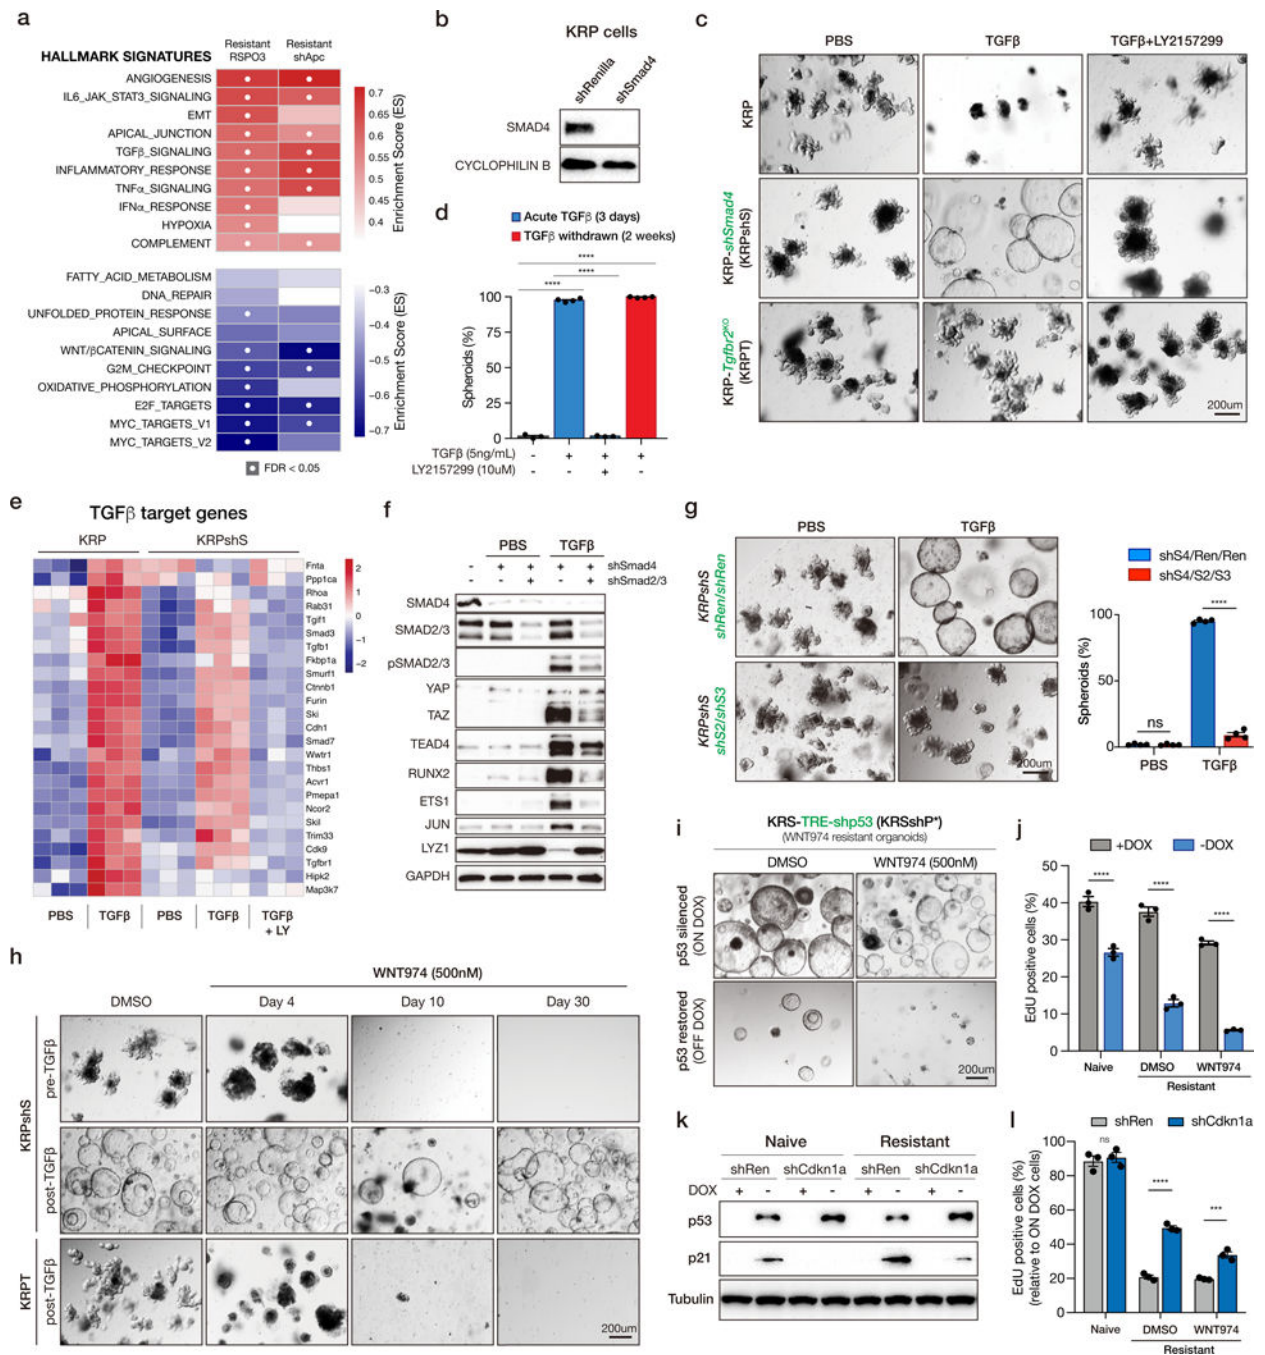 a
HALLMARK SIGNATURES
Resistant RSPO3
Resistant shApc
ANGIOGENESIS
IL6_JAK_STAT3_SIGNALING
EMT
APICAL_JUNCTION
TGFβ_SIGNALING
INFLAMMATORY_RESPONSE
TNFα_SIGNALING
IFNα_RESPONSE
HYPOXIA
COMPLEMENT
0.7
0.65
0.6
0.55
0.5
0.45
0.4
Enrichment Score (ES)
FATTY_ACID_METABOLISM
DNA_REPAIR
UNFOLDED_PROTEIN_RESPONSE
APICAL_SURFACE
WNT/βCATENIN_SIGNALING
G2M_CHECKPOINT
OXIDATIVE_PHOSPHORYLATION
E2F_TARGETS
MYC_TARGETS_V1
MYC_TARGETS_V2
−0.3
−0.4
−0.5
−0.6
−0.7
Enrichment Score (ES)
FDR < 0.05
b
KRP cells
shRenilla
shSmad4
SMAD4
CYCLOPHILIN B
c
PBS
TGFβ
TGFβ+LY2157299
KRP
KRP-shSmad4
(KRPshS)
KRP-Tgfbr2KO
(KRPT)
200um
d
Acute TGFβ (3 days)
TGFβ withdrawn (2 weeks)
****
****
****
Spheroids (%)
100
75
50
25
0
TGFβ (5ng/mL) - + + +
LY2157299 (10uM) - - + -
e
TGFβ target genes
KRP
KRPshS
Fnta
Ppp1ca
Rhoa
Rab31
Tgif1
Smad3
Tgfb1
Fkbp1a
Smurf1
Ctnnb1
Furin
Ski
Cdh1
Smad7
Wwtr1
Thbs1
Acvr1
Pmepa1
Ncor2
Skil
Trim33
Cdk9
Tgfbr1
Hipk2
Map3k7
2
1
0
−1
−2
PBS
TGFβ
PBS
TGFβ
TGFβ
+ LY
f
PBS
TGFβ
- + + + + shSmad4
- - + - + shSmad2/3
SMAD4
SMAD2/3
pSMAD2/3
YAP
TAZ
TEAD4
RUNX2
ETS1
JUN
LYZ1
GAPDH
g
PBS
TGFβ
KRPshS
shRen/shRen
KRPshS
shS2/shS3
200um
shS4/Ren/Ren
shS4/S2/S3
Spheroids (%)
100
50
0
ns
****
PBS
TGFβ
h
WNT974 (500nM)
DMSO
Day 4
Day 10
Day 30
KRPshS
pre-TGFβ
post-TGFβ
KRPT
post-TGFβ
200um
i
KRS-TRE-shp53 (KRSshP*)
(WNT974 resistant organoids)
DMSO
WNT974 (500nM)
p53 silenced
(ON DOX)
p53 restored
(OFF DOX)
200um
j
+DOX
-DOX
EdU positive cells (%)
50
40
30
20
10
0
****
****
****
Naive
DMSO
WNT974
Resistant
k
Naive
Resistant
shRen
shCdkn1a
shRen
shCdkn1a
DOX + - + - + - + -
p53
p21
Tubulin
l
shRen
shCdkn1a
EdU positive cells (%)
(relative to ON DOX cells)
100
80
60
40
20
0
ns
****
***
Naive
DMSO
WNT974
Resistant